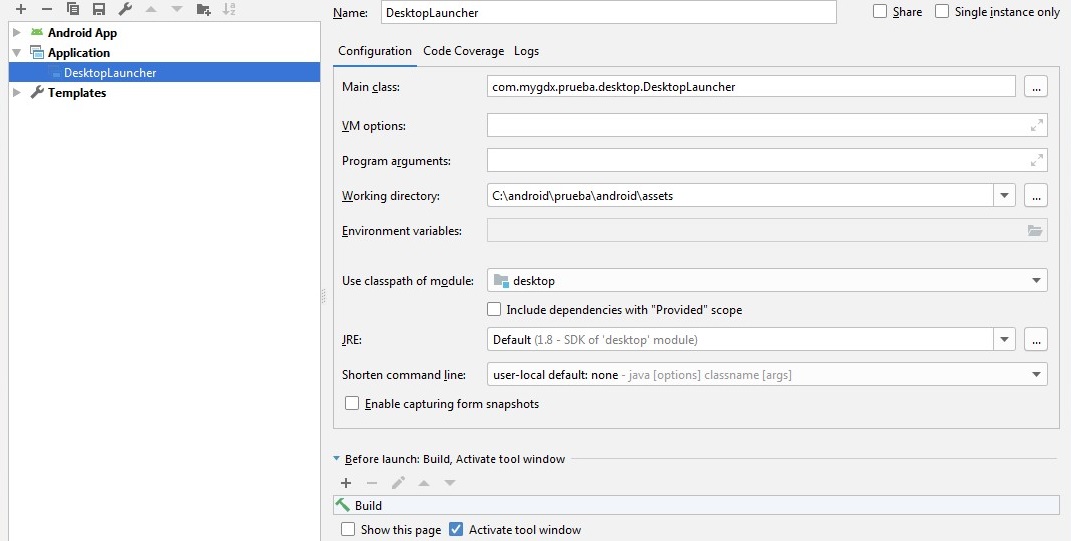 Name: DesktopLauncher Share Single instance only
Android App
Application
DesktopLauncher
Templates
Configuration Code Coverage Logs
Main class: com.mygdx.prueba.desktop.DesktopLauncher ...
VM options:
Program arguments:
Working directory: C:\android\prueba\android\assets ...
Environment variables:
Use classpath of module: desktop
Include dependencies with "Provided" scope
JRE: Default (1.8 - SDK of 'desktop' module) ...
Shorten command line: user-local default: none - java [options] classname [args]
Enable capturing form snapshots
Before launch: Build, Activate tool window
Build
Show this page Activate tool window